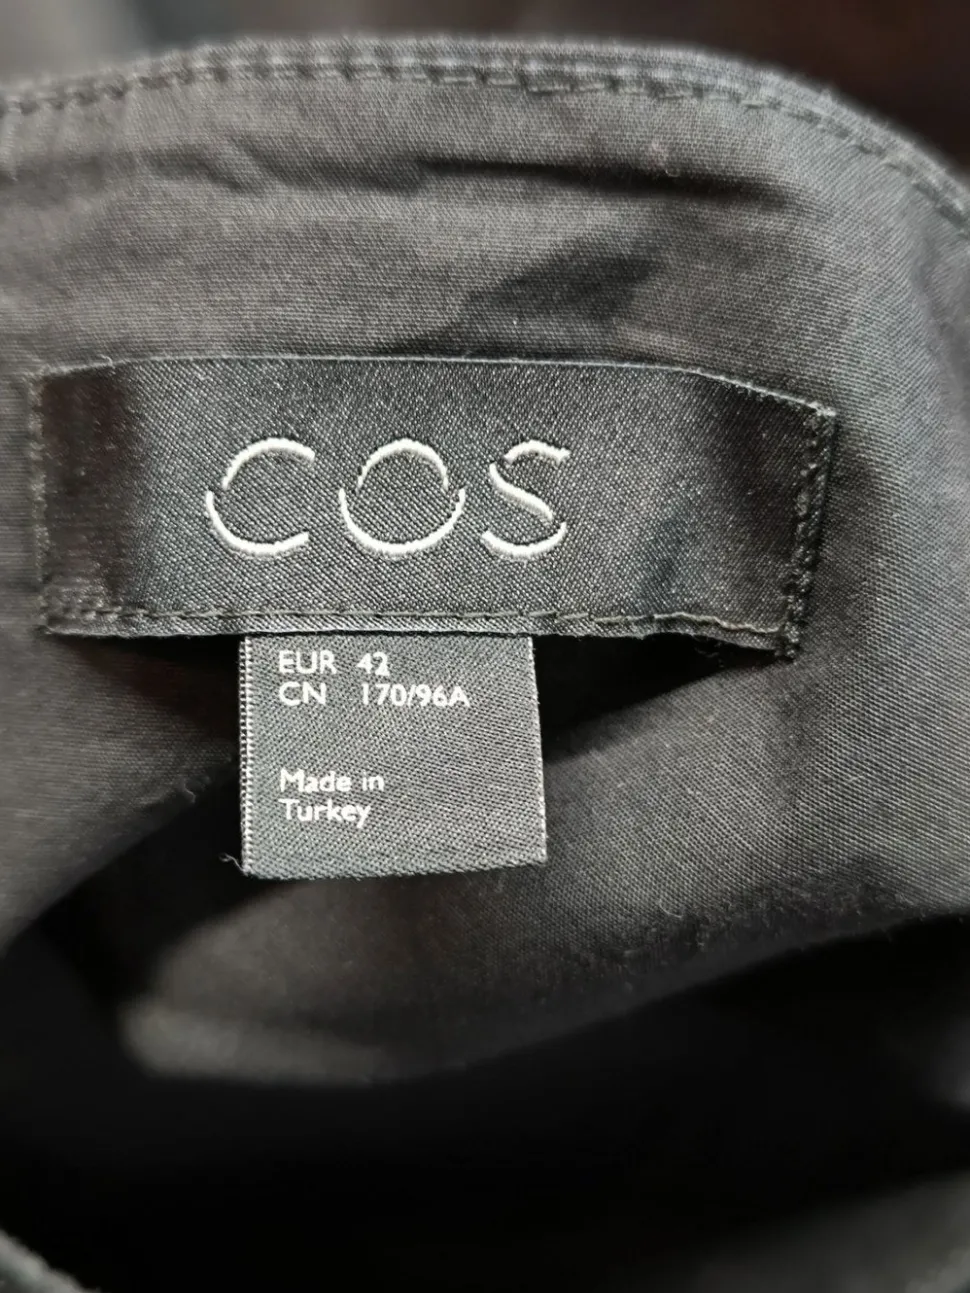 COS
EUR 42
CN 170/96A
Made in
Turkey